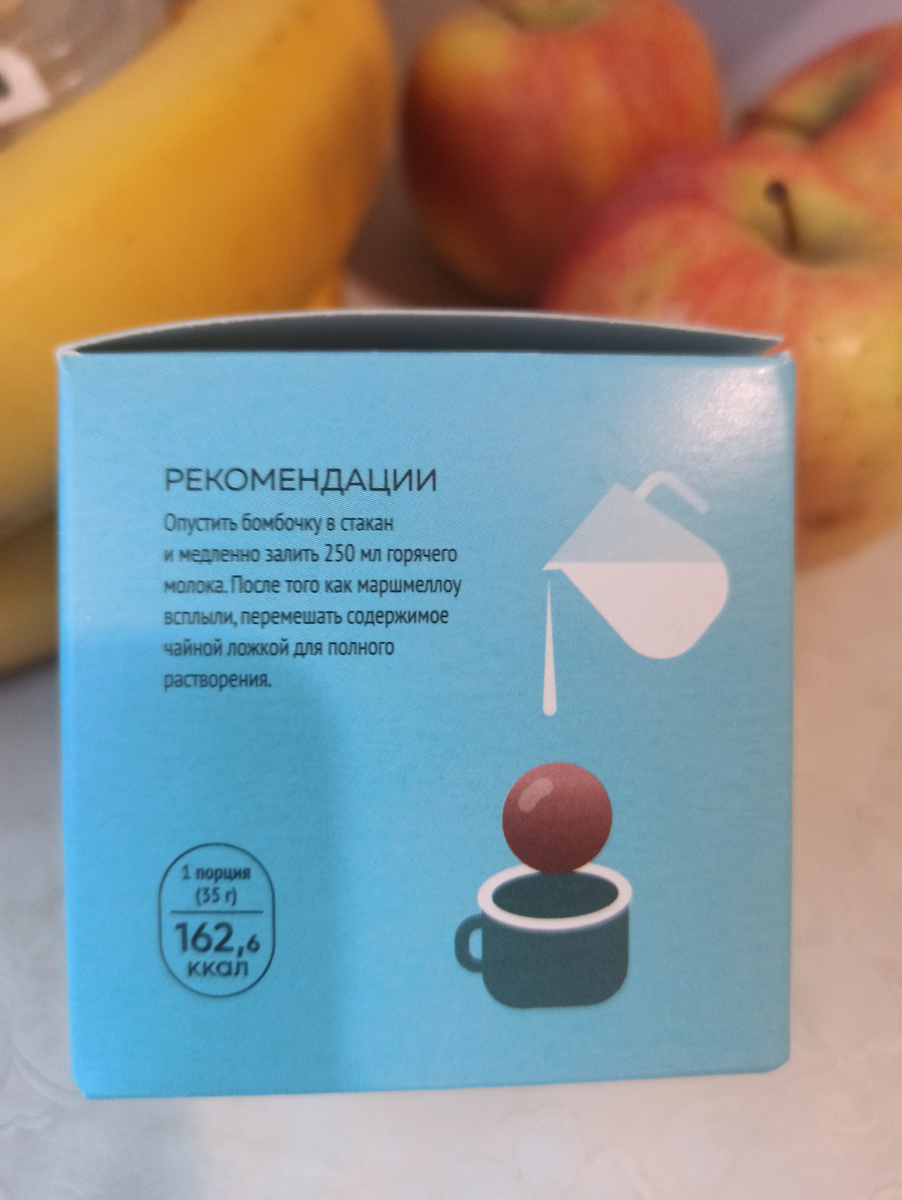 РЕКОМЕНДАЦИИ
Опустить бомбочку в стакан
и медленно залить 250 мл горячего
молока. После того как маршмеллоу
всплыли, перемешать содержимое
чайной ложкой для полного
растворения.
1 порция
(35 г)
162,6
ккал